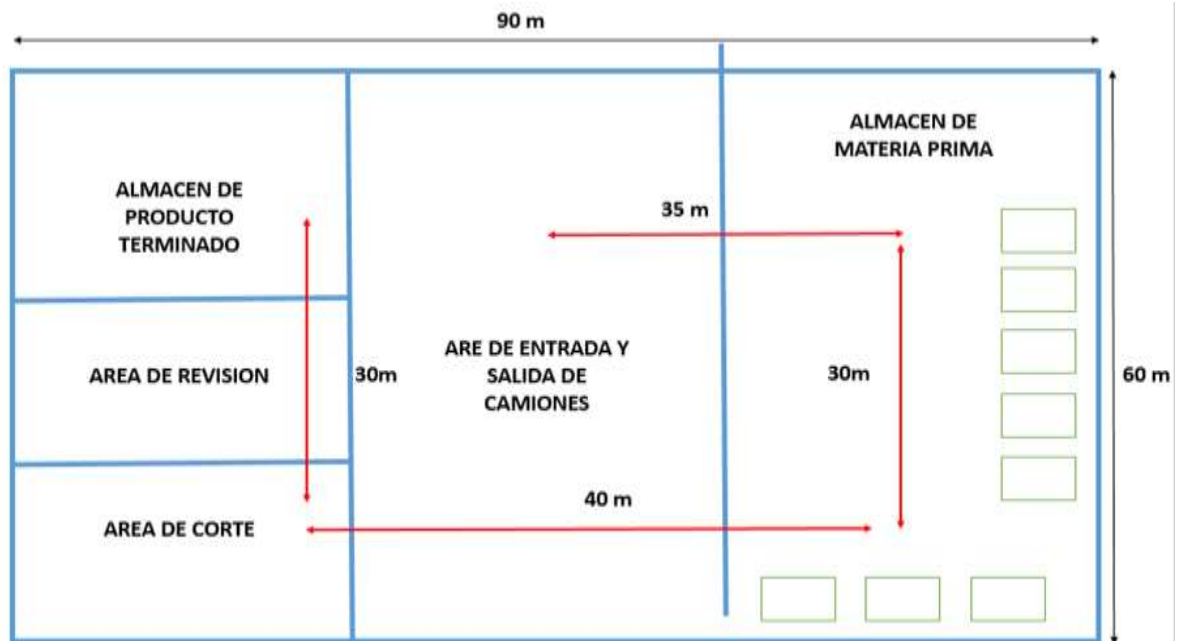 90 m
ALMACEN DE
MATERIA PRIMA
ALMACEN DE
PRODUCTO
TERMINADO
35 m
AREA DE REVISION
30m
ARE DE ENTRADA Y
SALIDA DE
CAMIONES
30m
60 m
40 m
AREA DE CORTE